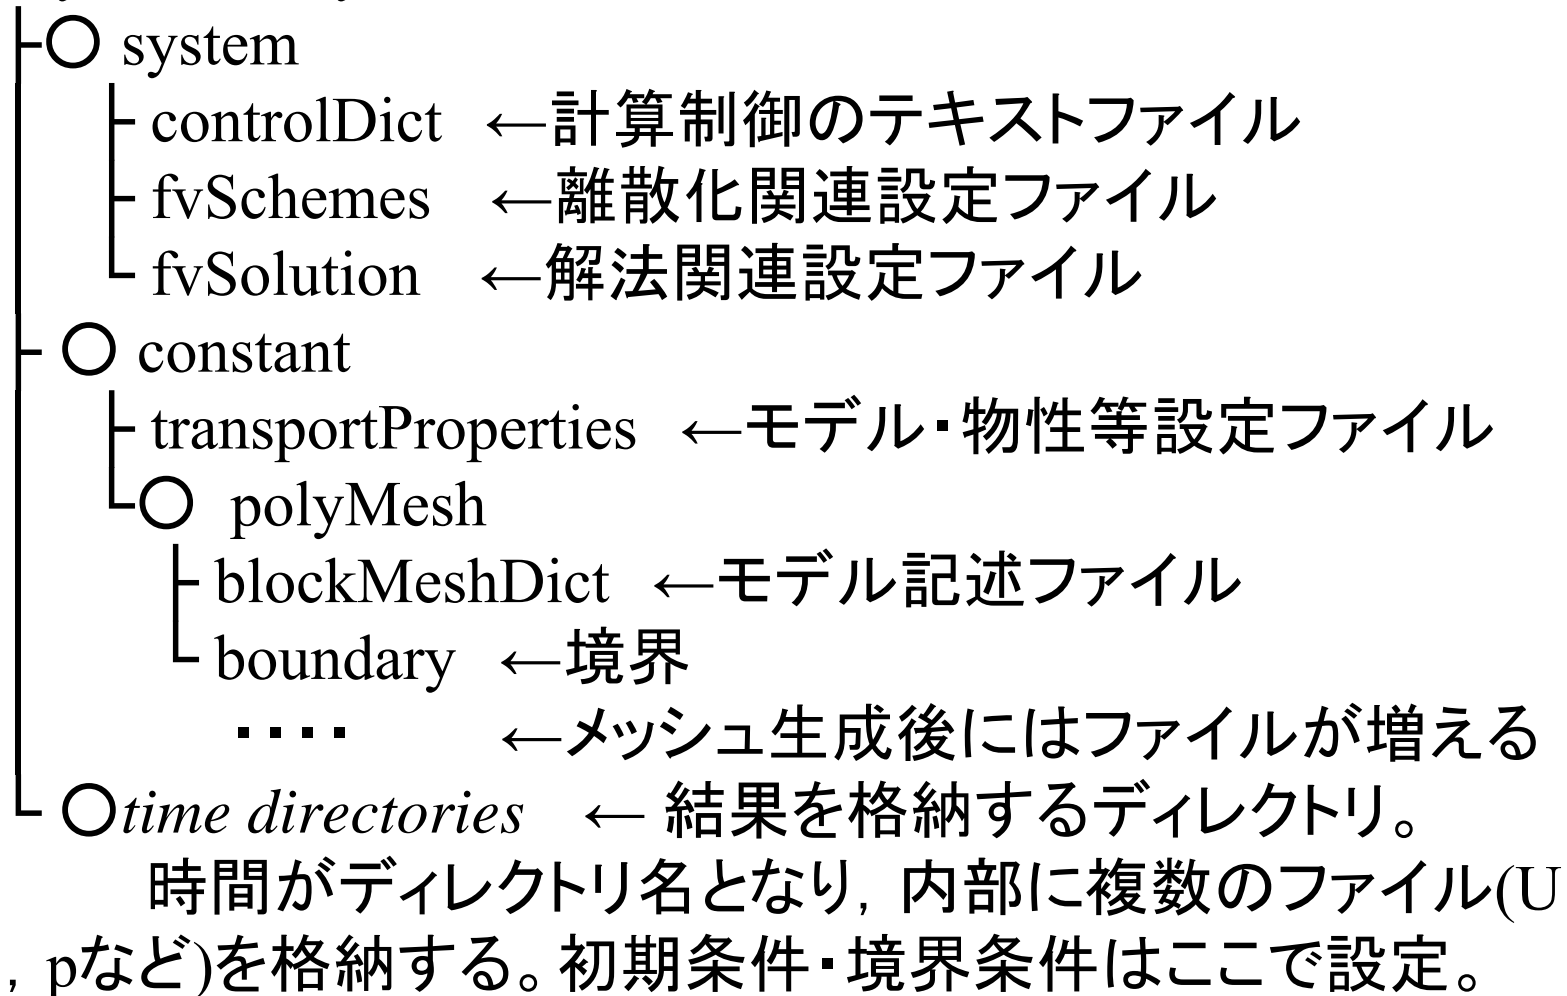 ○ system
controlDict ←計算制御のテキストファイル
fvSchemes ←離散化関連設定ファイル
fvSolution ←解法関連設定ファイル
○ constant
transportProperties ←モデル・物性等設定ファイル
○ polyMesh
blockMeshDict ←モデル記述ファイル
boundary ←境界
・・・・ ←メッシュ生成後にはファイルが増える
○time directories ← 結果を格納するディレクトリ。
時間がディレクトリ名となり, 内部に複数のファイル(U
, pなど)を格納する。初期条件・境界条件はここで設定。